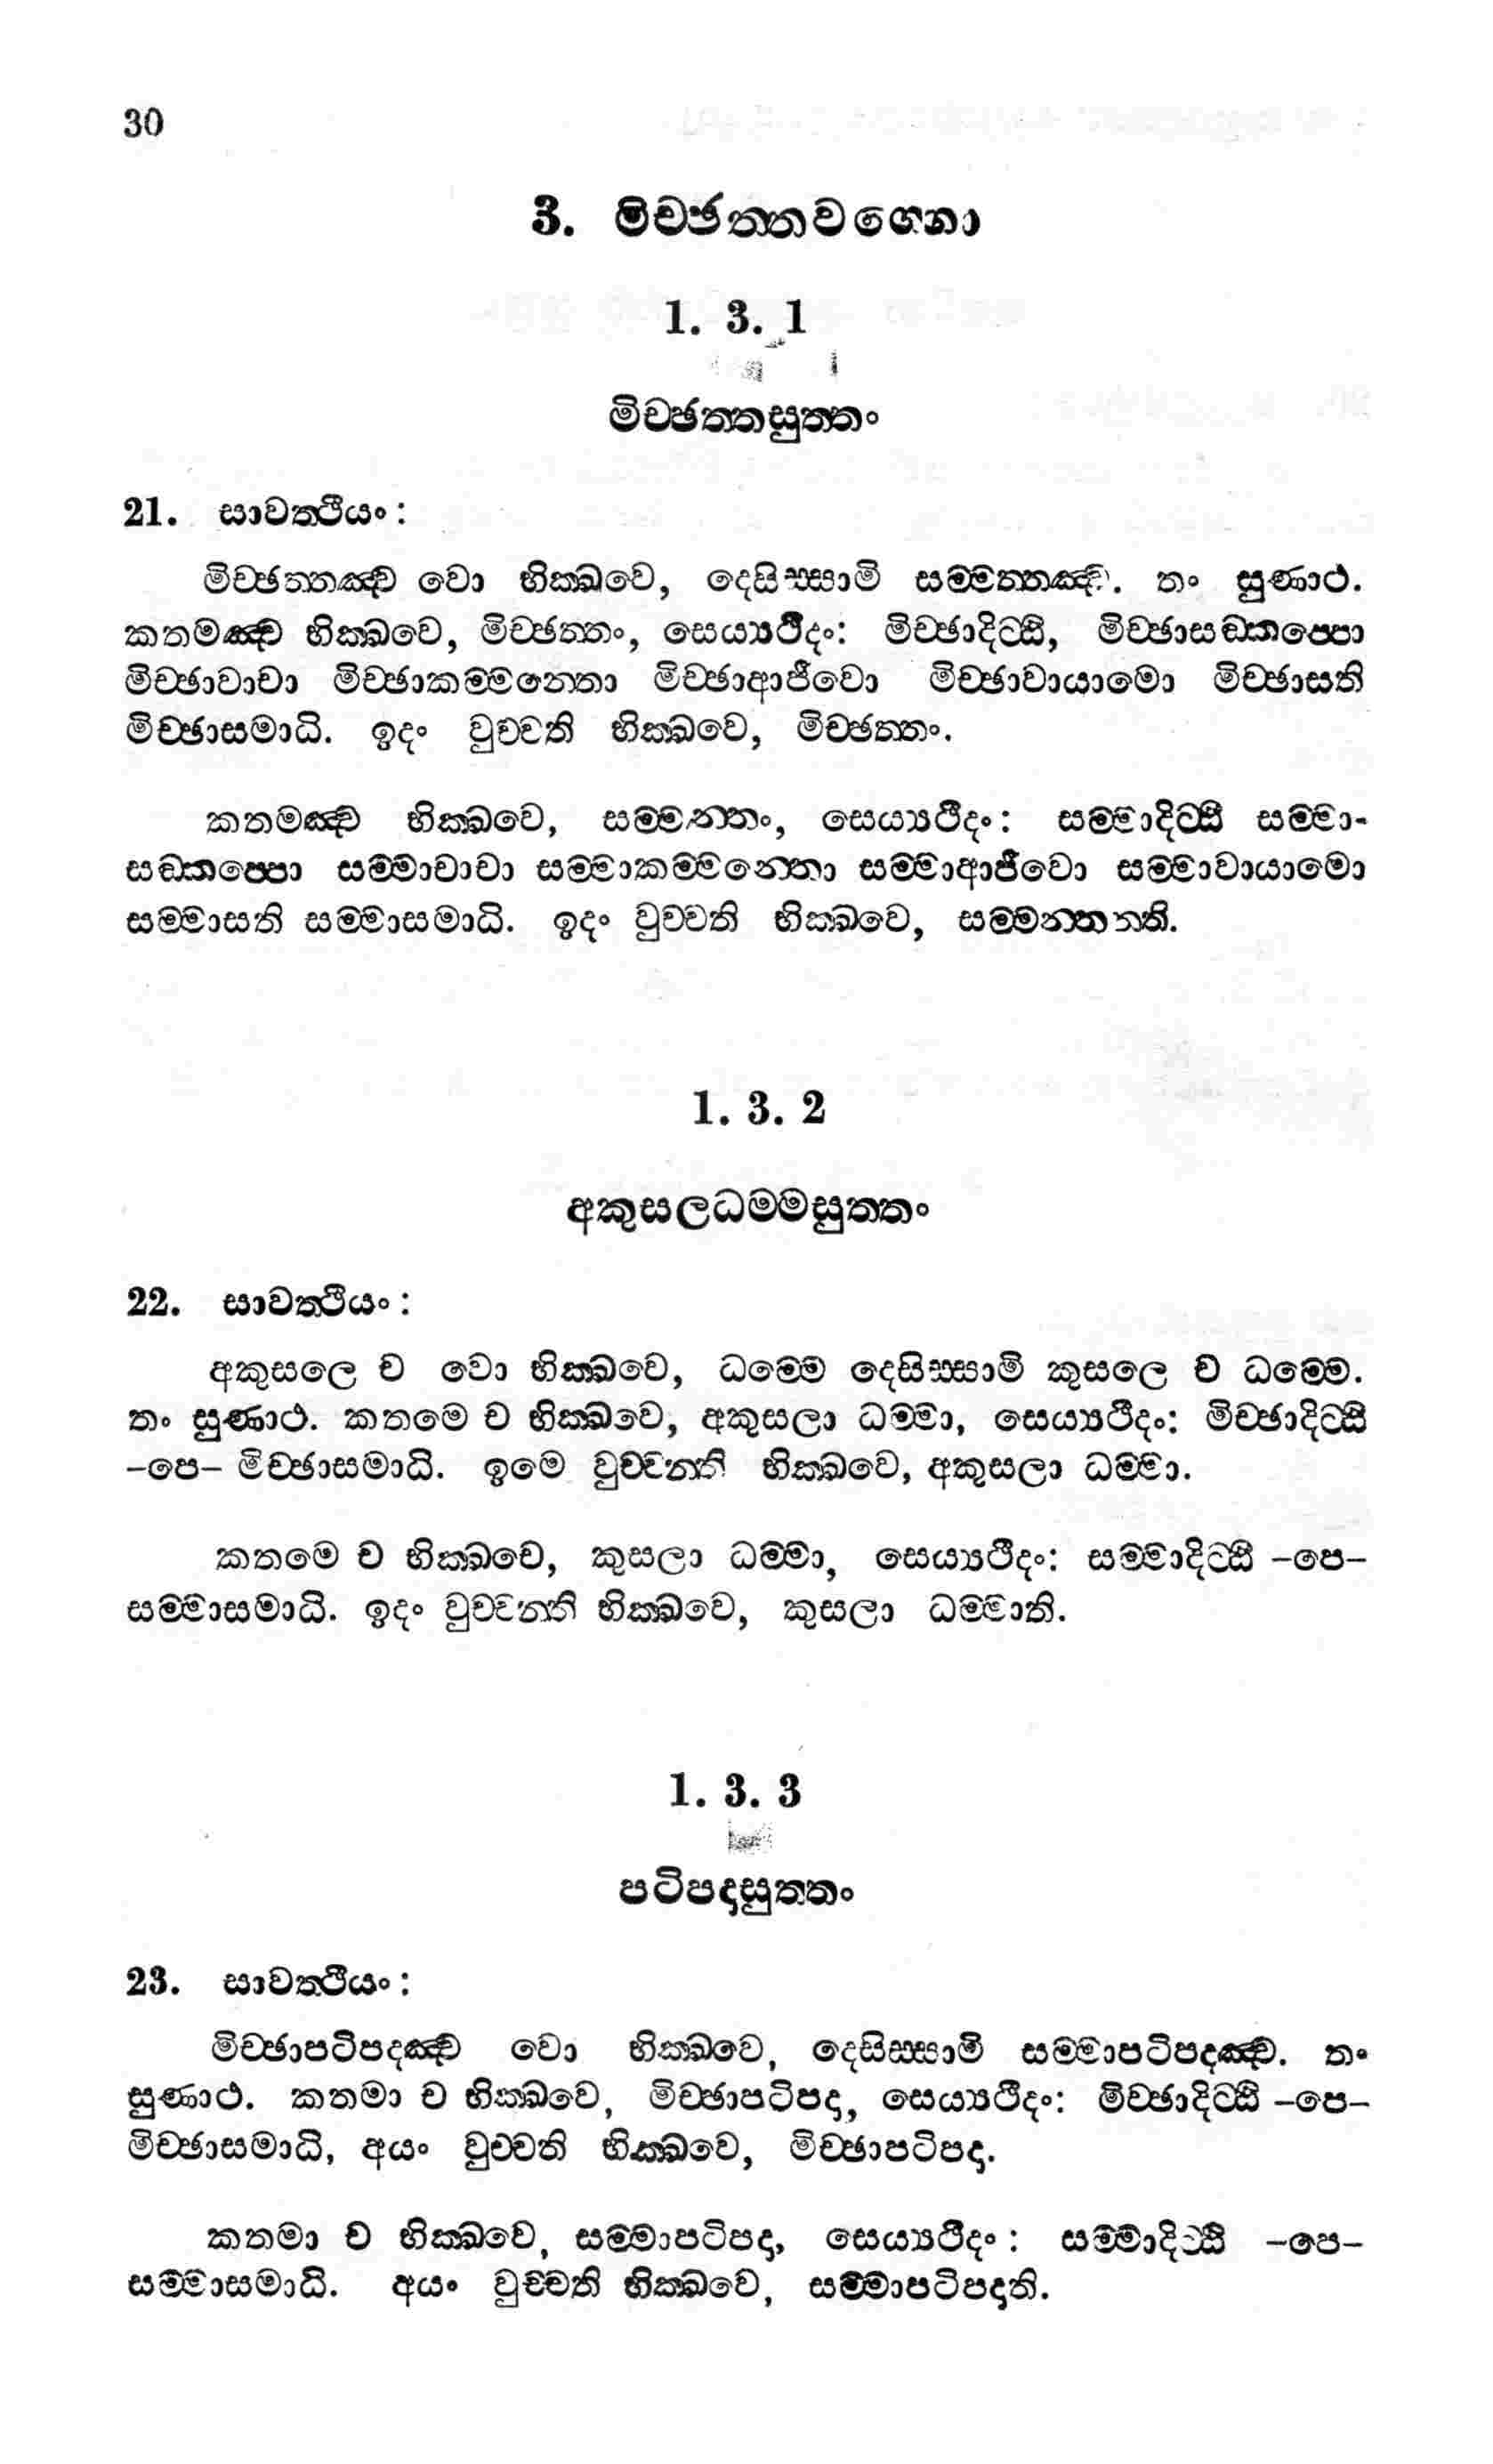 30
3. මිච්ඡත්තවග්ගො
1. 3. 1
මිච්ඡත්තසුත්තං
21. සාවත්ථියං:
මිච්ඡත්තඤ්ච වො භික්ඛවෙ, දෙසිස්සාමි සම්මත්තඤ්ච. තං සුණාථ.
කතමඤ්ච භික්ඛවෙ, මිච්ඡත්තං, සෙය්‍යථිදං: මිච්ඡාදිට්ඨි, මිච්ඡාසඞ්කප්පො
මිච්ඡාවාචා මිච්ඡාකම්මන්තො මිච්ඡාආජීවො මිච්ඡාවායාමො මිච්ඡාසති
මිච්ඡාසමාධි. ඉදං වුච්චති භික්ඛවෙ, මිච්ඡත්තං.
කතමඤ්ච භික්ඛවෙ, සම්මත්තං, සෙය්‍යථිදං: සම්මාදිට්ඨි සම්මා-
සඞ්කප්පො සම්මාවාචා සම්මාකම්මන්තො සම්මාආජීවො සම්මාවායාමො
සම්මාසති සම්මාසමාධි. ඉදං වුච්චති භික්ඛවෙ, සම්මත්තන්ති.
1. 3. 2
අකුසලධම්මසුත්තං
22. සාවත්ථියං:
අකුසලෙ ච වො භික්ඛවෙ, ධම්මෙ දෙසිස්සාමි කුසලෙ ච ධම්මෙ.
තං සුණාථ. කතමෙ ච භික්ඛවෙ, අකුසලා ධම්මා, සෙය්‍යථිදං: මිච්ඡාදිට්ඨි
-පෙ- මිච්ඡාසමාධි. ඉමෙ වුච්චන්ති භික්ඛවෙ, අකුසලා ධම්මා.
කතමෙ ච භික්ඛවෙ, කුසලා ධම්මා, සෙය්‍යථිදං: සම්මාදිට්ඨි -පෙ-
සම්මාසමාධි. ඉදං වුච්චන්ති භික්ඛවෙ, කුසලා ධම්මාති.
1. 3. 3
පටිපදාසුත්තං
23. සාවත්ථියං:
මිච්ඡාපටිපදඤ්ච වො භික්ඛවෙ, දෙසිස්සාමි සම්මාපටිපදඤ්ච. තං
සුණාථ. කතමා ච භික්ඛවෙ, මිච්ඡාපටිපදා, සෙය්‍යථිදං: මිච්ඡාදිට්ඨි -පෙ-
මිච්ඡාසමාධි, අයං වුච්චති භික්ඛවෙ, මිච්ඡාපටිපදා.
කතමා ච භික්ඛවෙ, සම්මාපටිපදා, සෙය්‍යථිදං: සම්මාදිට්ඨි -පෙ-
සම්මාසමාධි. අයං වුච්චති භික්ඛවෙ, සම්මාපටිපදාති.